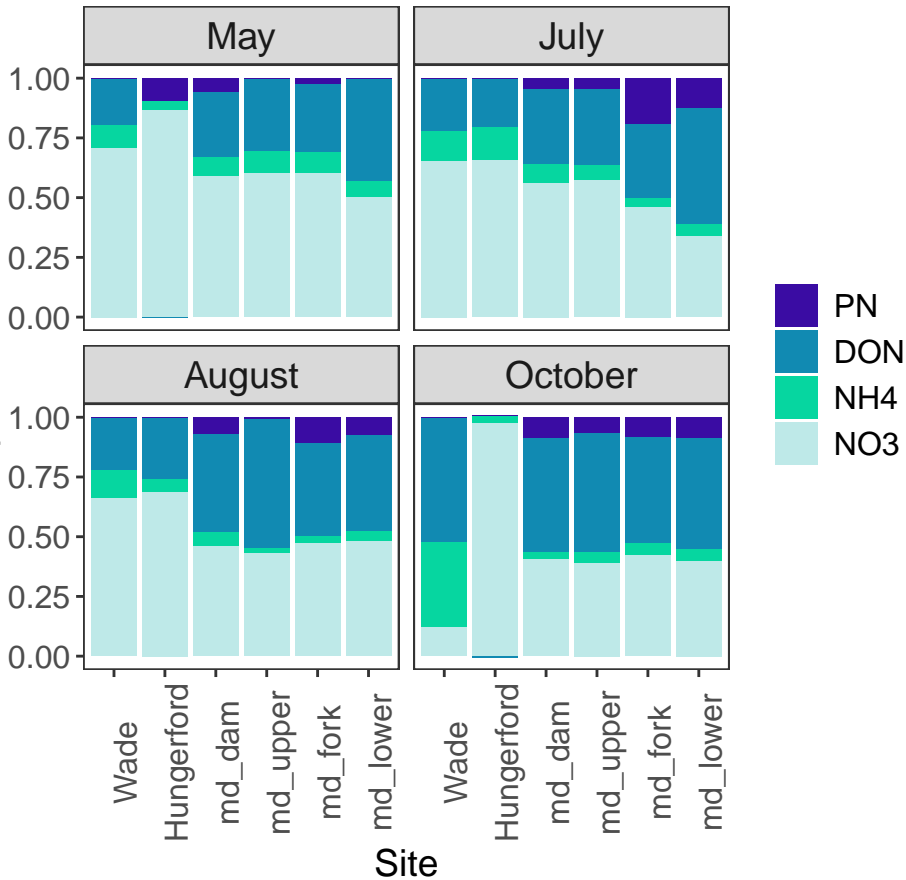 May
July
1.00
0.75
0.50
0.25
0.00
PN
DON
NH4
NO3
August
October
1.00
0.75
0.50
0.25
0.00
Wade
Hungerford
md_dam
md_upper
md_fork
md_lower
Wade
Hungerford
md_dam
md_upper
md_fork
md_lower
Site